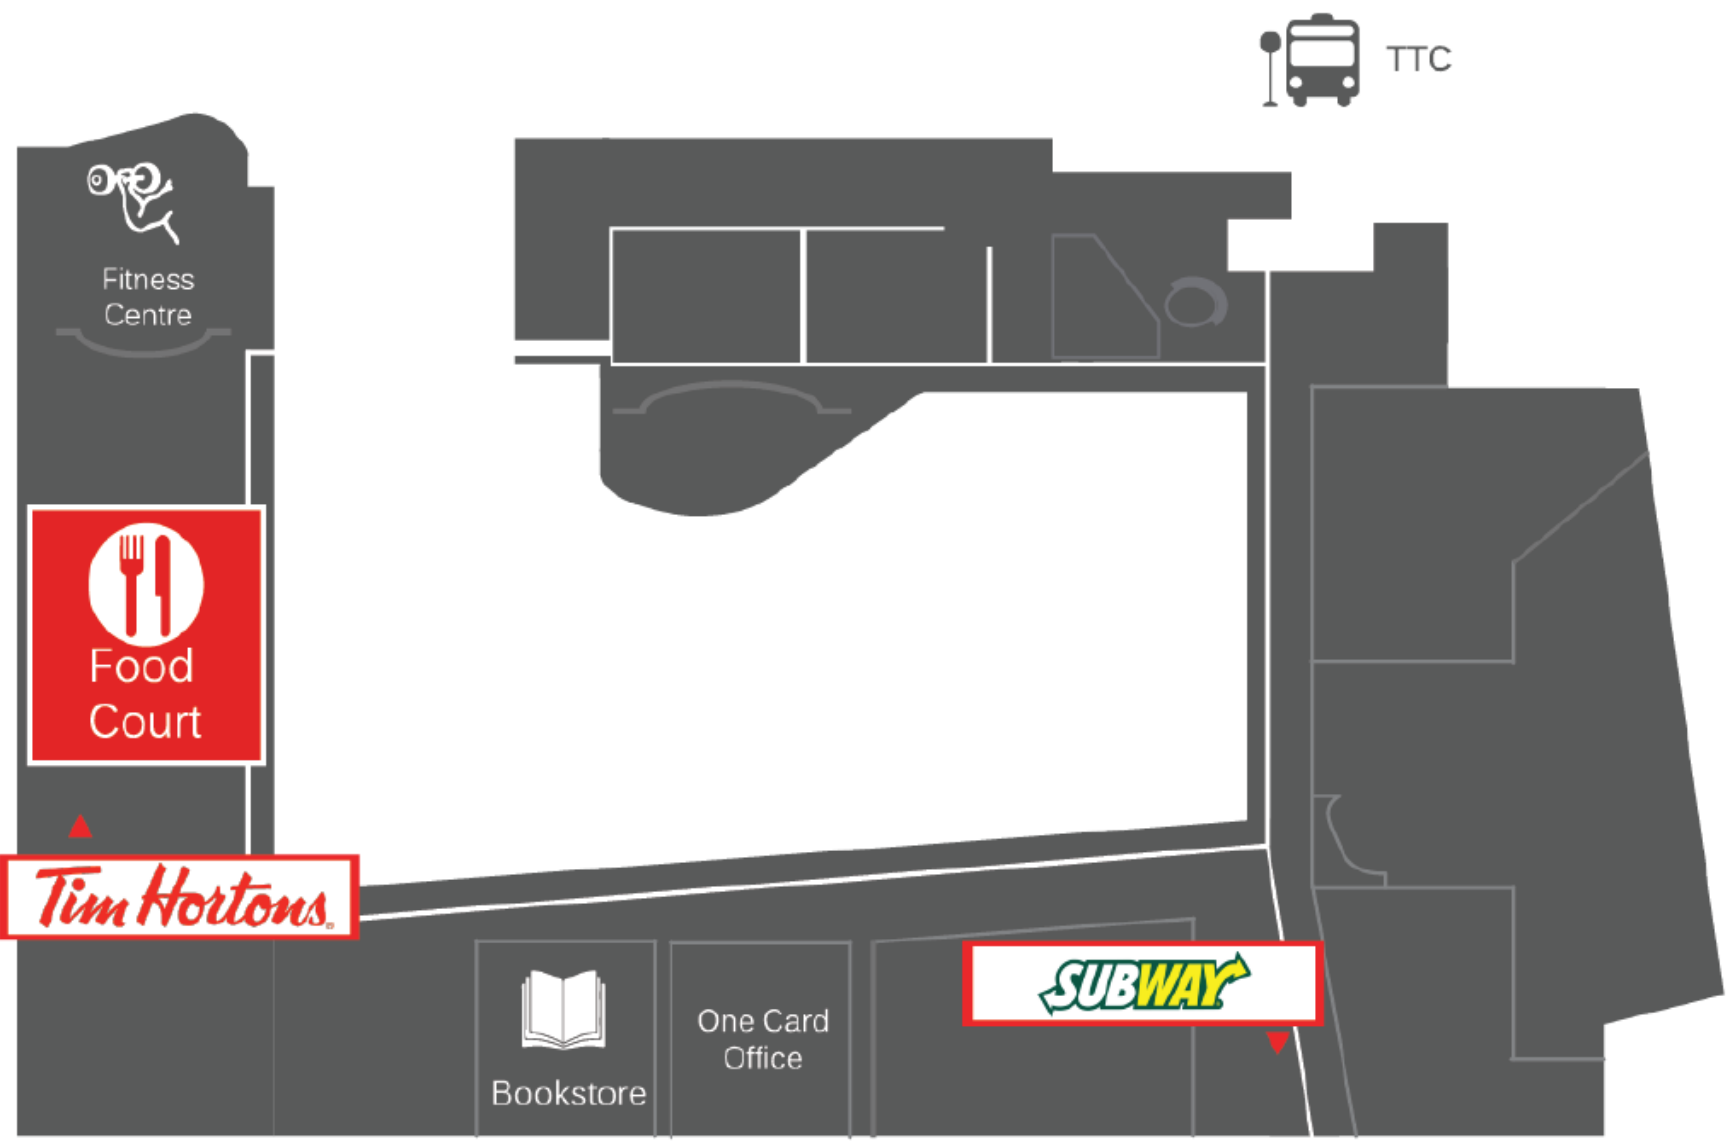 TTC
Fitness
Centre
Food
Court
Tim Hortons®
SUBWAY
One Card
Office
Bookstore